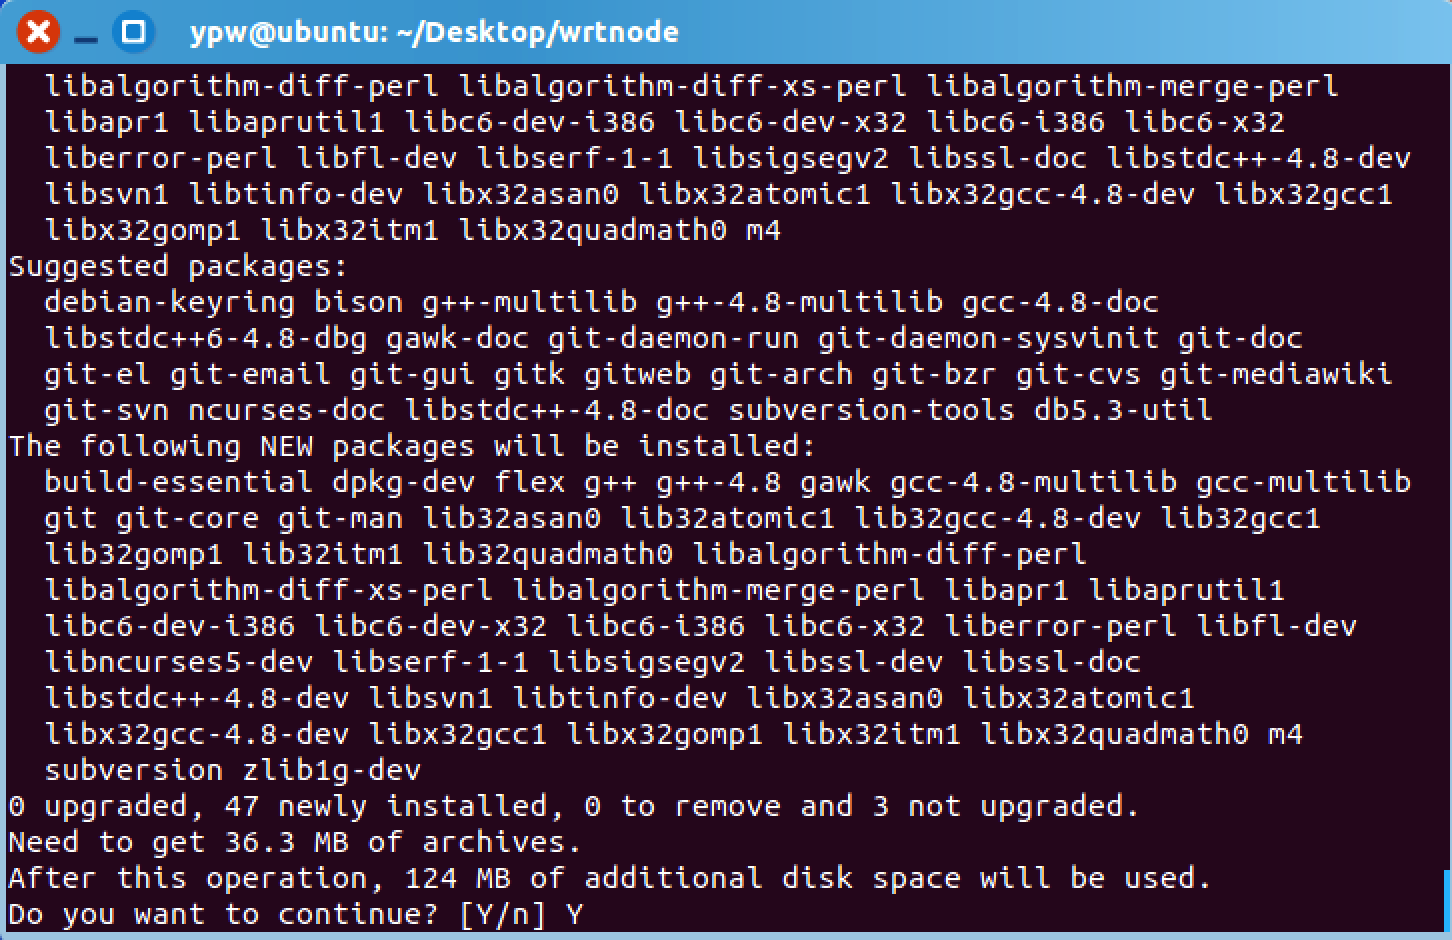 ypw@ubuntu: ~/Desktop/wrtnode
libalgorithm-diff-perl libalgorithm-diff-xs-perl libalgorithm-merge-perl
libapr1 libaprutil1 libc6-dev-i386 libc6-dev-x32 libc6-i386 libc6-x32
liberror-perl libfl-dev libserf-1-1 libsigsegv2 libssl-doc libstdc++-4.8-dev
libsvn1 libtinfo-dev libx32asan0 libx32atomic1 libx32gcc-4.8-dev libx32gcc1
libx32gomp1 libx32itm1 libx32quadmath0 m4
Suggested packages:
debian-keyring bison g++-multilib g++-4.8-multilib gcc-4.8-doc
libstdc++6-4.8-dbg gawk-doc git-daemon-run git-daemon-sysvinit git-doc
git-el git-email git-gui gitk gitweb git-arch git-bzr git-cvs git-mediawiki
git-svn ncurses-doc libstdc++-4.8-doc subversion-tools db5.3-util
The following NEW packages will be installed:
build-essential dpkg-dev flex g++ g++-4.8 gawk gcc-4.8-multilib gcc-multilib
git git-core git-man lib32asan0 lib32atomic1 lib32gcc-4.8-dev lib32gcc1
lib32gomp1 lib32itm1 lib32quadmath0 libalgorithm-diff-perl
libalgorithm-diff-xs-perl libalgorithm-merge-perl libapr1 libaprutil1
libc6-dev-i386 libc6-dev-x32 libc6-i386 libc6-x32 liberror-perl libfl-dev
libncurses5-dev libserf-1-1 libsigsegv2 libssl-dev libssl-doc
libstdc++-4.8-dev libsvn1 libtinfo-dev libx32asan0 libx32atomic1
libx32gcc-4.8-dev libx32gcc1 libx32gomp1 libx32itm1 libx32quadmath0 m4
subversion zlib1g-dev
0 upgraded, 47 newly installed, 0 to remove and 3 not upgraded.
Need to get 36.3 MB of archives.
After this operation, 124 MB of additional disk space will be used.
Do you want to continue? [Y/n] Y